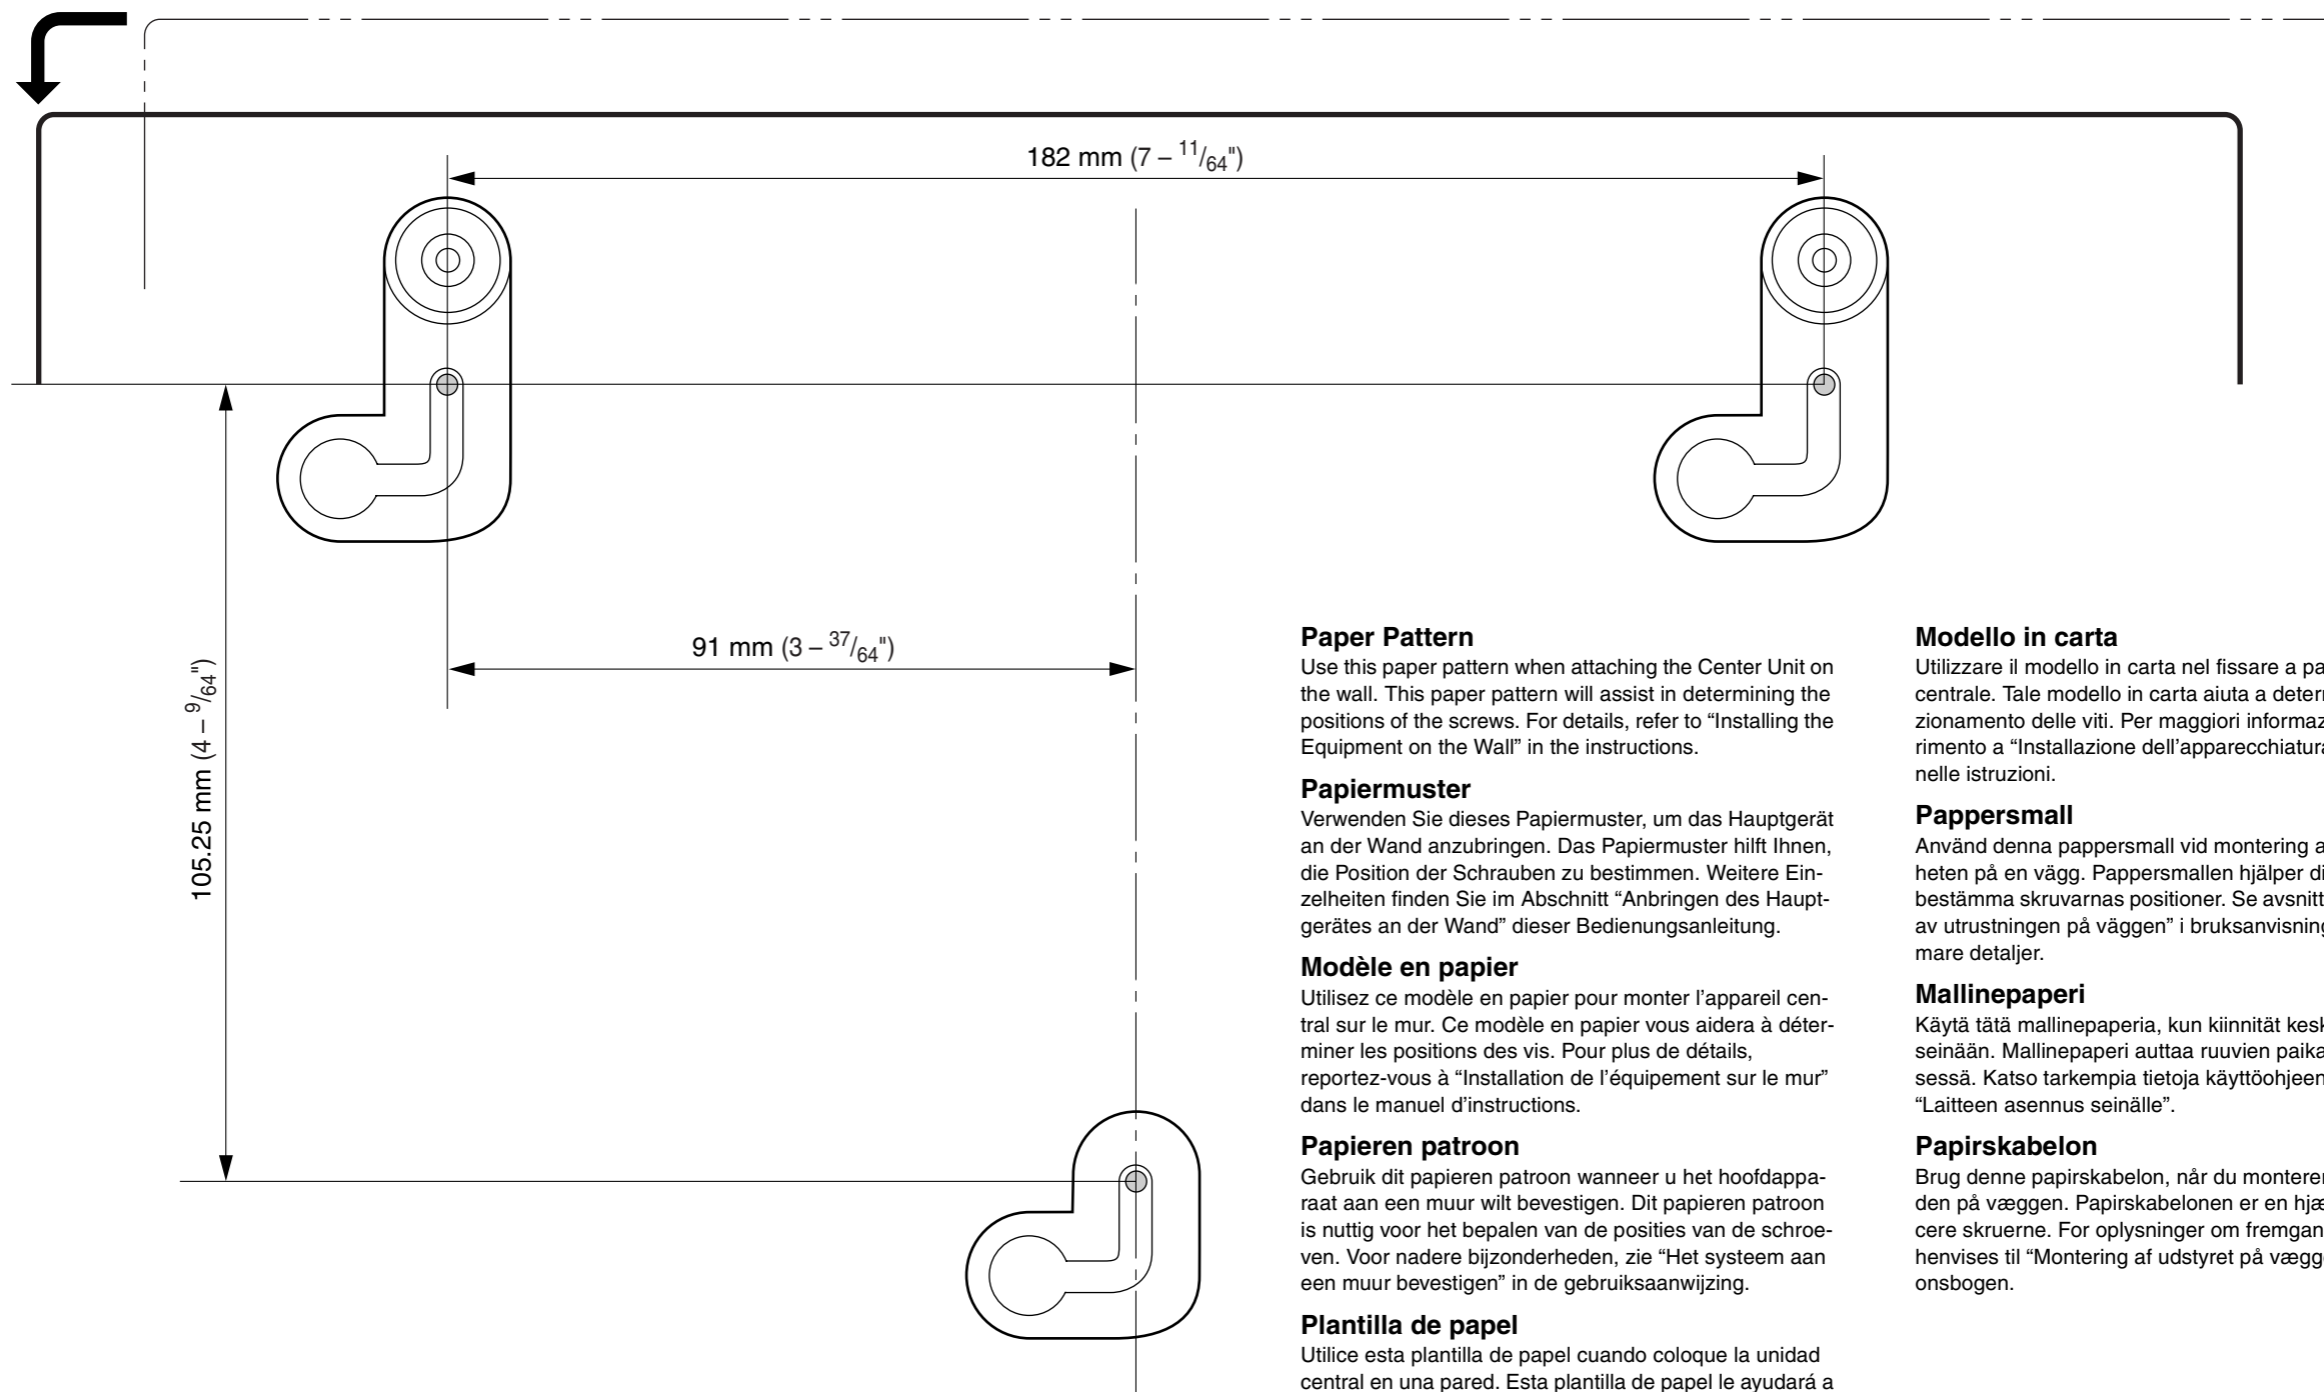 182 mm (7 – 11/64")
91 mm (3 – 37/64")
105.25 mm (4 – 9/64")
Paper Pattern
Use this paper pattern when attaching the Center Unit on
the wall. This paper pattern will assist in determining the
positions of the screws. For details, refer to “Installing the
Equipment on the Wall” in the instructions.
Papiermuster
Verwenden Sie dieses Papiermuster, um das Hauptgerät
an der Wand anzubringen. Das Papiermuster hilft Ihnen,
die Position der Schrauben zu bestimmen. Weitere Ein-
zelheiten finden Sie im Abschnitt “Anbringen des Haupt-
gerätes an der Wand” dieser Bedienungsanleitung.
Modèle en papier
Utilisez ce modèle en papier pour monter l’appareil cen-
tral sur le mur. Ce modèle en papier vous aidera à déter-
miner les positions des vis. Pour plus de détails,
reportez-vous à “Installation de l’équipement sur le mur”
dans le manuel d’instructions.
Papieren patroon
Gebruik dit papieren patroon wanneer u het hoofdappa-
raat aan een muur wilt bevestigen. Dit papieren patroon
is nuttig voor het bepalen van de posities van de schroe-
ven. Voor nadere bijzonderheden, zie “Het systeem aan
een muur bevestigen” in de gebruiksaanwijzing.
Plantilla de papel
Utilice esta plantilla de papel cuando coloque la unidad
central en una pared. Esta plantilla de papel le ayudará a
Modello in carta
Utilizzare il modello in carta nel fissare a pa
centrale. Tale modello in carta aiuta a deter
zionamento delle viti. Per maggiori informaz
rimento a “Installazione dell’apparecchiatura
nelle istruzioni.
Pappersmall
Använd denna pappersmall vid montering a
heten på en vägg. Pappersmallen hjälper di
bestämma skruvarnas positioner. Se avsnitt
av utrustningen på väggen” i bruksanvisning
mare detaljer.
Mallinepaperi
Käytä tätä mallinepaperia, kun kiinnität kesk
seinään. Mallinepaperi auttaa ruuvien paika
sessä. Katso tarkempia tietoja käyttöohjeen
“Laitteen asennus seinälle”.
Papirskabelon
Brug denne papirskabelon, når du monterer
den på væggen. Papirskabelonen er en hjæ
cere skruerne. For oplysninger om fremgan
henvises til “Montering af udstyret på vægg
onsbogen.